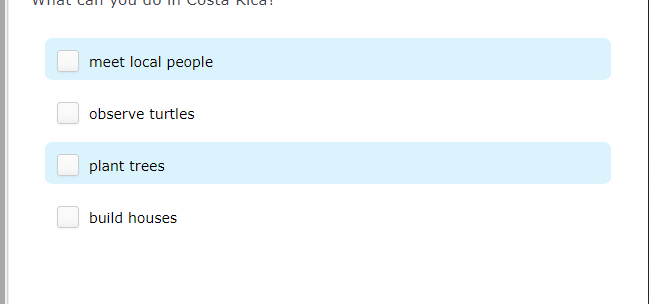 What can you do in Costa Rica?
meet local people
observe turtles
plant trees
build houses